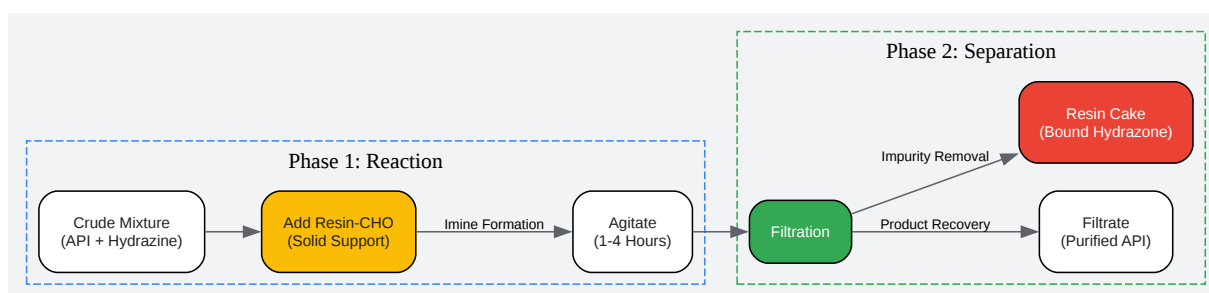 Phase 1: Reaction
Crude Mixture
(API + Hydrazine)
Add Resin-CHO
(Solid Support)
Imine Formation
Agitate
(1-4 Hours)
Phase 2: Separation
Filtration
Impurity Removal
Resin Cake
(Bound Hydrazone)
Product Recovery
Filtrate
(Purified API)